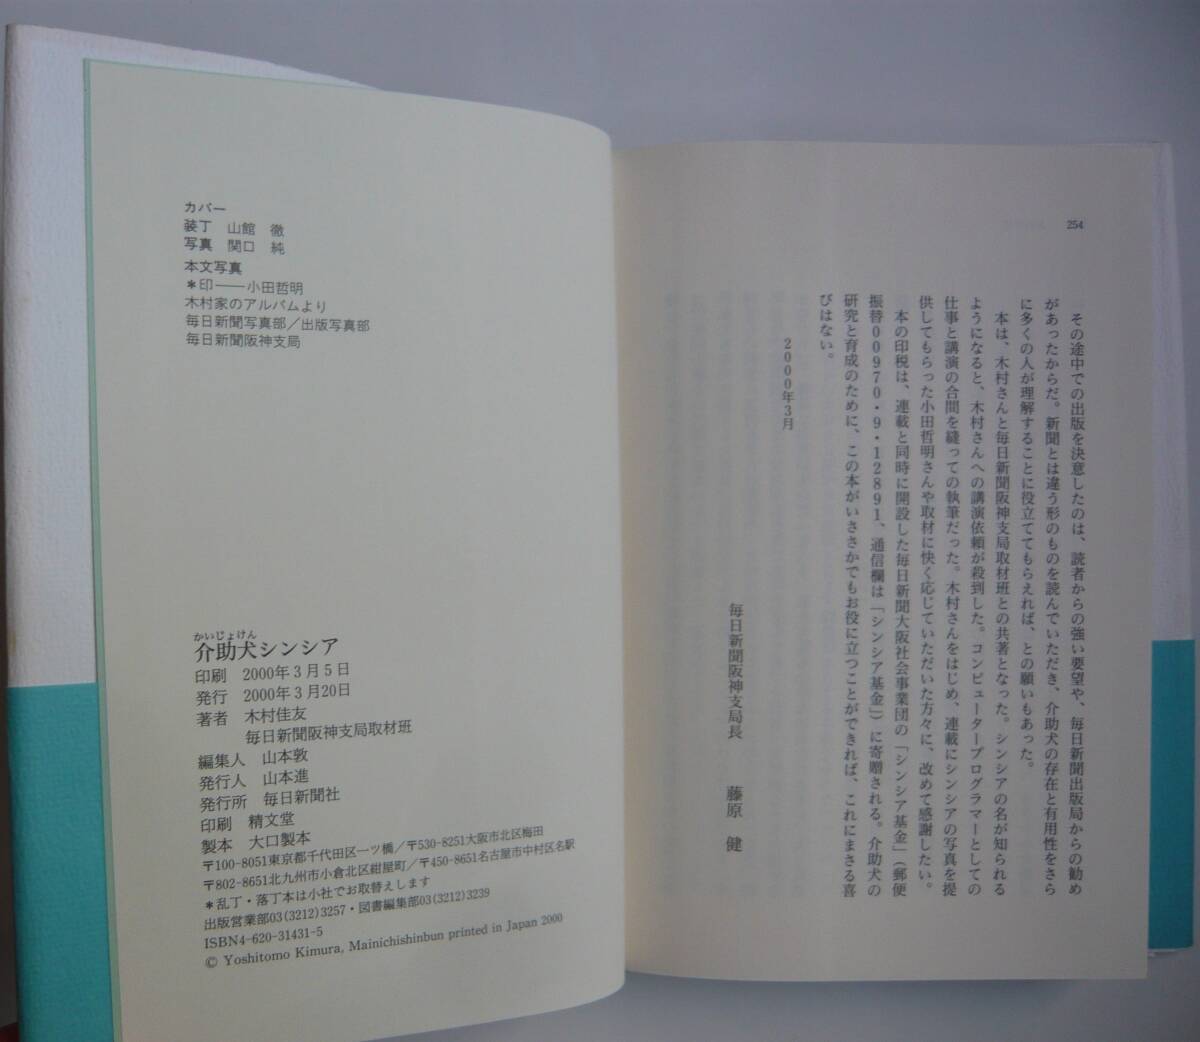 254
その途中での出版を決意したのは、読者からの強い要望や、毎日新聞出版局からの勧め
があったからだ。新聞とは違う形のものを読んでいただき、介助犬の存在と有用性をさら
に多くの人が理解することに役立ててもらえれば、との願いもあった。
本は、木村さんと毎日新聞阪神支局取材班との共著となった。シンシアの名が知られる
ようになると、木村さんへの講演依頼が殺到した。コンピュータープログラマーとしての
仕事と講演の合間を縫っての執筆だった。木村さんをはじめ、連載にシンシアの写真を提
供してもらった小田哲明さんや取材に快く応じていただいた方々に、改めて感謝したい。
本の印税は、連載と同時に開設した毎日新聞大阪社会事業団の「シンシア基金」（郵便
振替00970・9・12891、通信欄は「シンシア基金」）に寄贈される。介助犬の
研究と育成のために、この本がいささかでもお役に立つことができれば、これにまさる喜
びはない。
2000年3月
毎日新聞阪神支局長　藤原　健
カバー
装丁　山館　徹
写真　関口　純
本文写真
＊印――小田哲明
木村家のアルバムより
毎日新聞写真部／出版写真部
毎日新聞阪神支局
かいじょけん
介助犬シンシア
印刷　2000年3月5日
発行　2000年3月20日
著者　木村佳友
毎日新聞阪神支局取材班
編集人　山本敦
発行人　山本進
発行所　毎日新聞社
印刷　精文堂
製本　大口製本
〒100-8051東京都千代田区一ツ橋／〒530-8251大阪市北区梅田
〒802-8651北九州市小倉北区紺屋町／〒450-8651名古屋市中村区名駅
＊乱丁・落丁本は小社でお取替えします
出版営業部03(3212)3257・図書編集部03(3212)3239
ISBN4-620-31431-5
© Yoshitomo Kimura, Mainichishinbun printed in Japan 2000